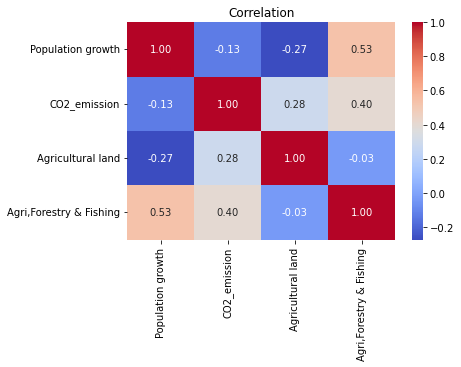 Correlation
Population growth 1.00 -0.13 -0.27 0.53
CO2_emission -0.13 1.00 0.28 0.40
Agricultural land -0.27 0.28 1.00 -0.03
Agri,Forestry & Fishing 0.53 0.40 -0.03 1.00
Population growth
CO2_emission
Agricultural land
Agri,Forestry & Fishing
1.0
0.8
0.6
0.4
0.2
0.0
−0.2